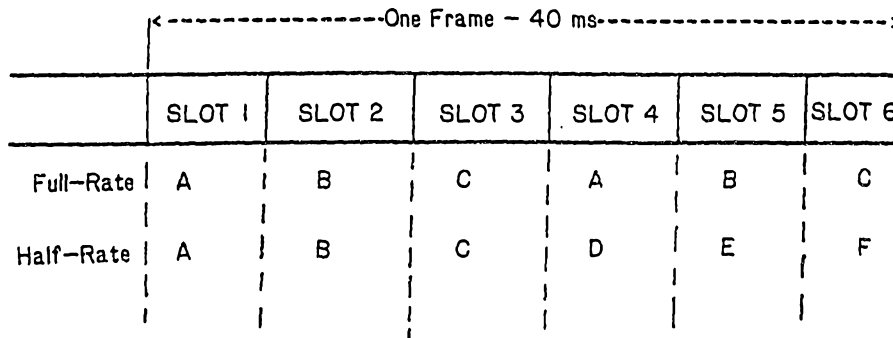 One Frame – 40 ms
SLOT 1 SLOT 2 SLOT 3 SLOT 4 SLOT 5 SLOT 6
Full–Rate A B C A B C
Half–Rate A B C D E F